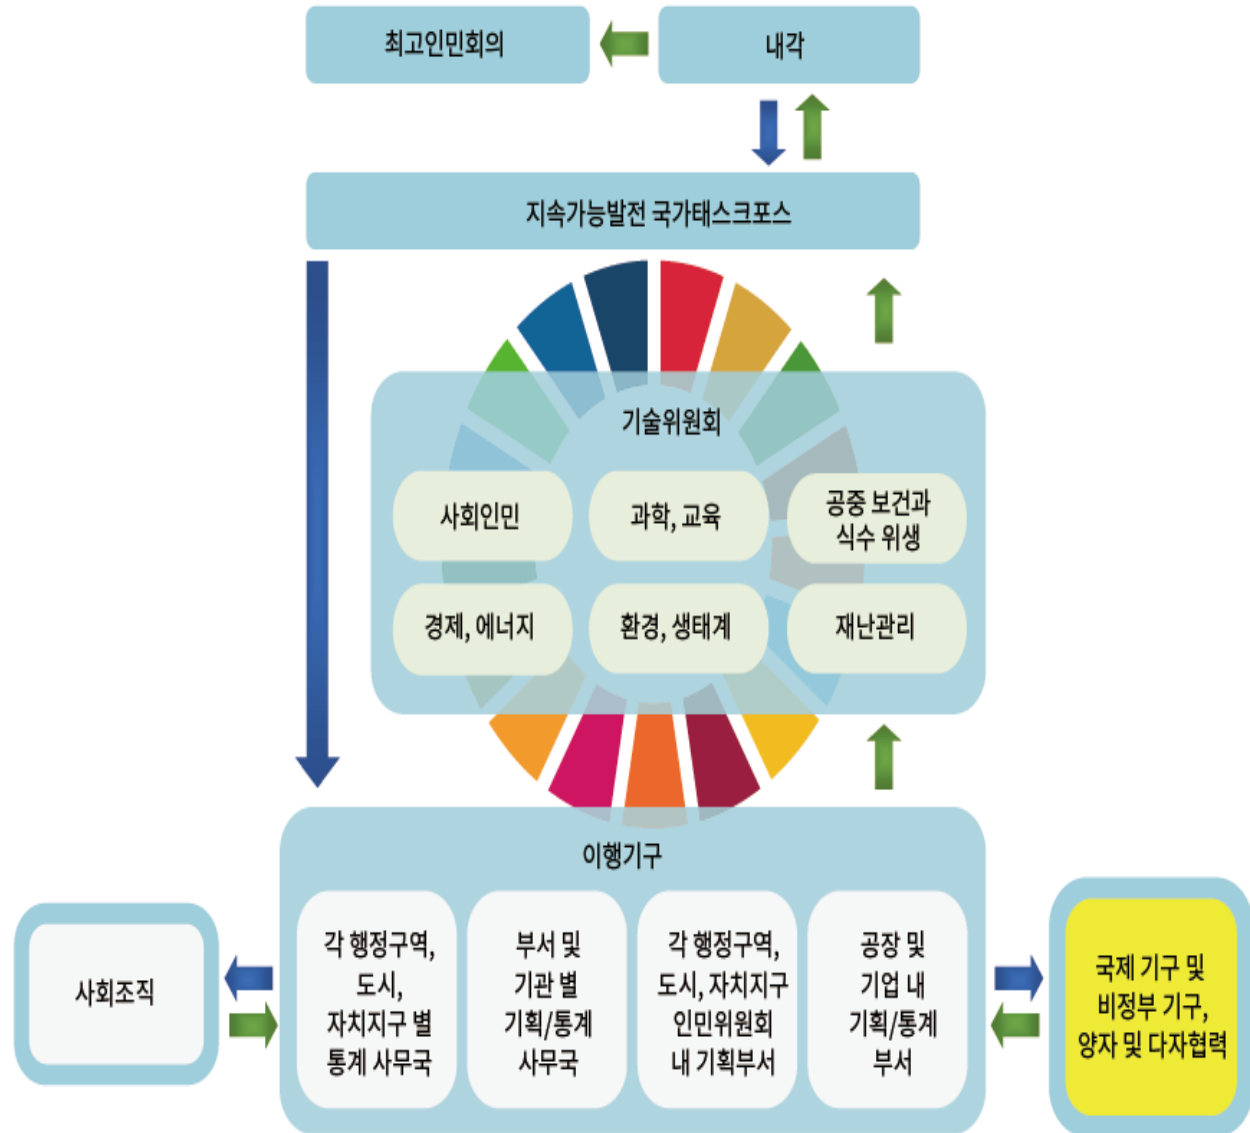 최고인민회의
내각
지속가능발전 국가태스크포스
기술위원회
사회인민
과학, 교육
공중 보건과
식수 위생
경제, 에너지
환경, 생태계
재난관리
이행기구
사회조직
각 행정구역,
도시,
자치지구 별
통계 사무국
부서 및
기관 별
기획/통계
사무국
각 행정구역,
도시, 자치지구
인민위원회
내 기획부서
공장 및
기업 내
기획/통계
부서
국제 기구 및
비정부 기구,
양자 및 다자협력